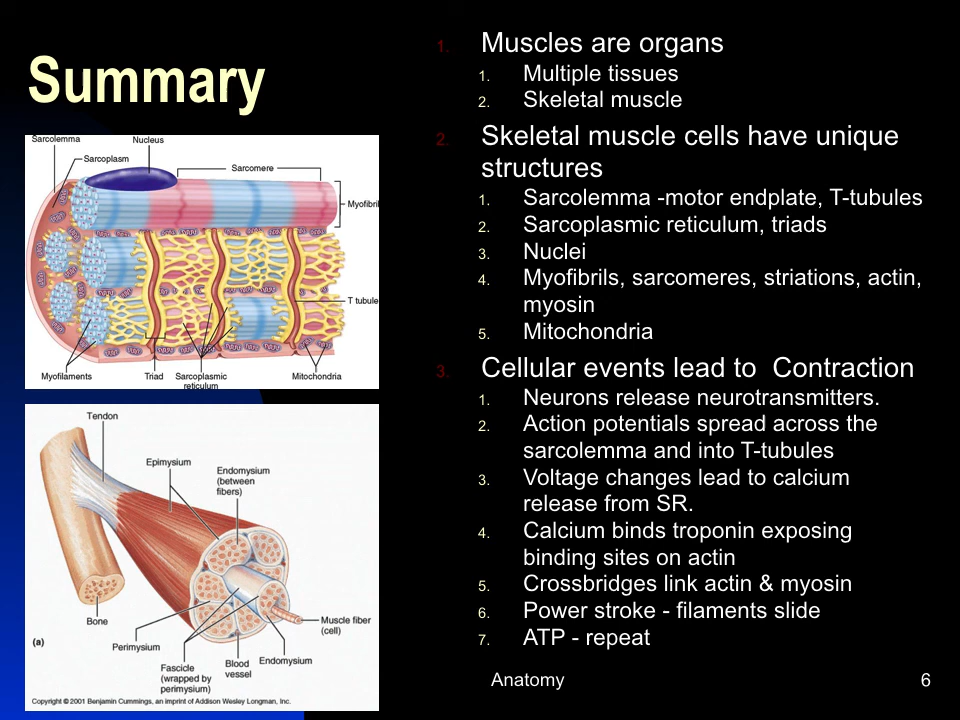 Summary
Sarcolemma
Nucleus
Sarcoplasm
Sarcomere
Myofibril
T tubule
Myofilaments
Triad
Sarcoplasmic
reticulum
Mitochondria
Tendon
Epimysium
Endomysium
(between
fibers)
Bone
Muscle fiber
(cell)
(a)
Perimysium
Fascicle
(wrapped by
perimysium)
Blood
vessel
Endomysium
Copyright © 2001 Benjamin Cummings, an imprint of Addison Wesley Longman, Inc.
1. Muscles are organs
1. Multiple tissues
2. Skeletal muscle
2. Skeletal muscle cells have unique
structures
1. Sarcolemma -motor endplate, T-tubules
2. Sarcoplasmic reticulum, triads
3. Nuclei
4. Myofibrils, sarcomeres, striations, actin,
myosin
5. Mitochondria
3. Cellular events lead to  Contraction
1. Neurons release neurotransmitters.
2. Action potentials spread across the
sarcolemma and into T-tubules
3. Voltage changes lead to calcium
release from SR.
4. Calcium binds troponin exposing
binding sites on actin
5. Crossbridges link actin & myosin
6. Power stroke - filaments slide
7. ATP - repeat
Anatomy
6